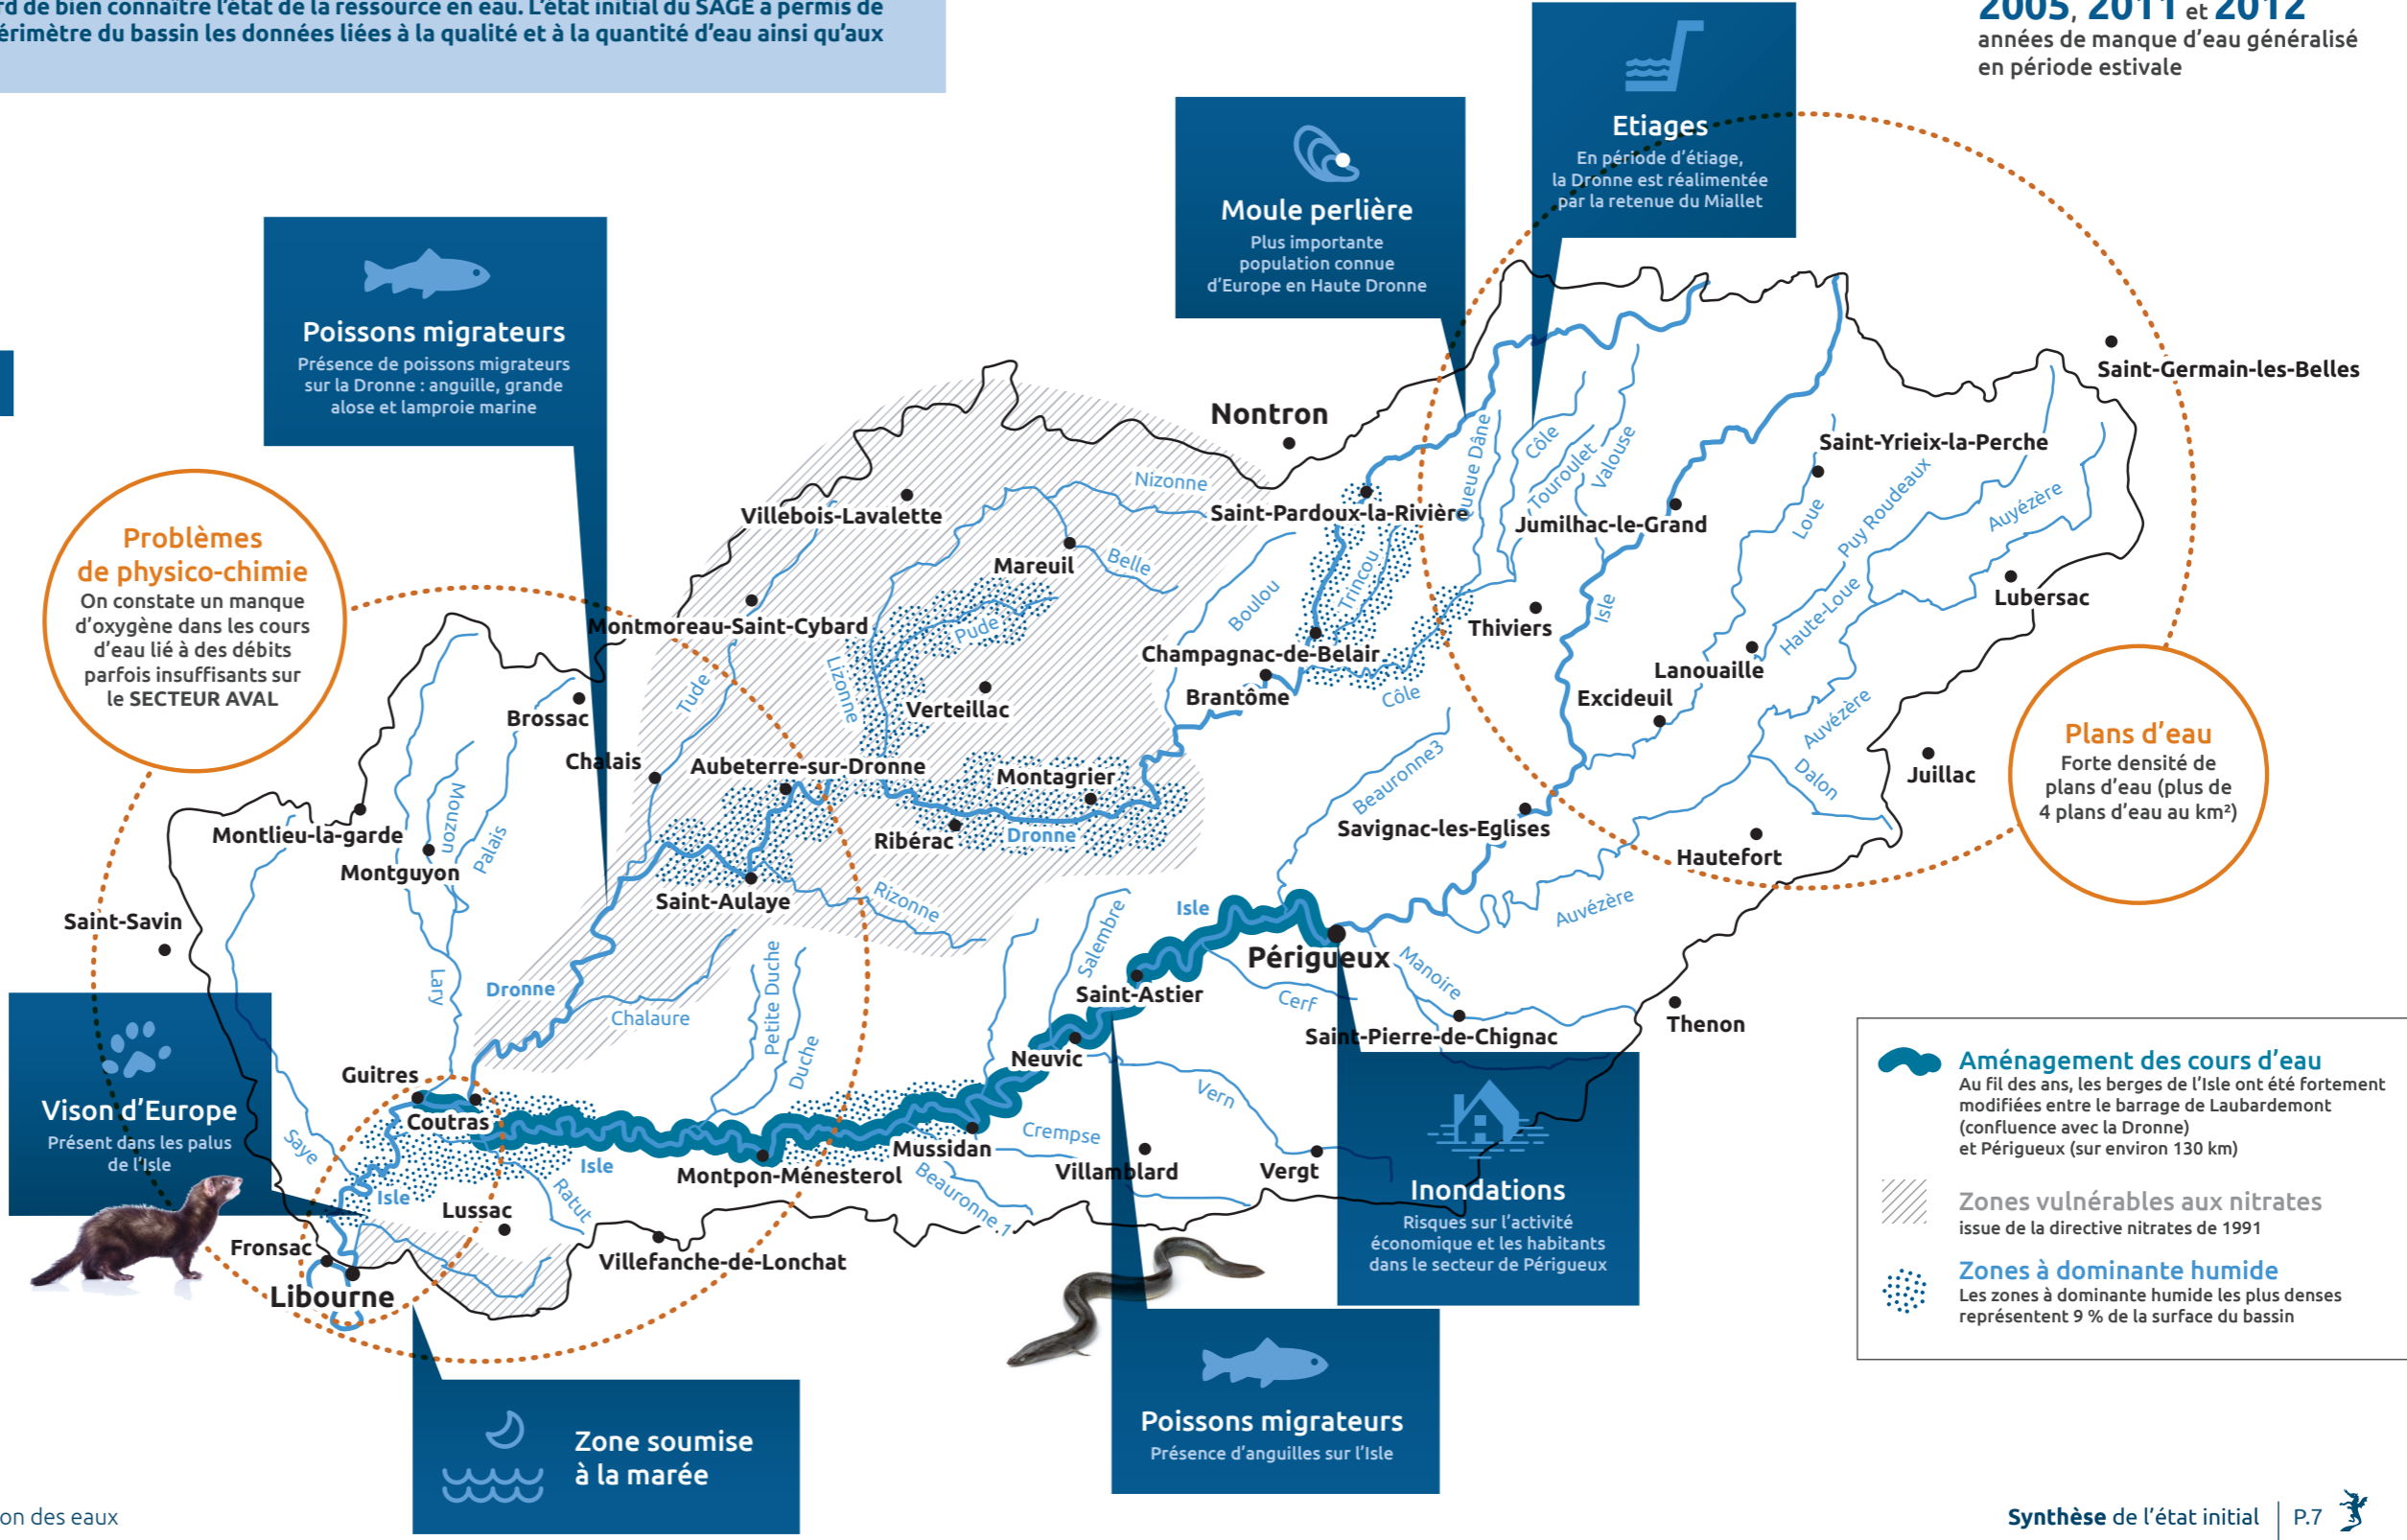 rd de bien connaître l'état de la ressource en eau. L'état initial du SAGE a permis de
érimètre du bassin les données liées à la qualité et à la quantité d'eau ainsi qu'aux
2005, 2011 et 2012
années de manque d'eau généralisé
en période estivale
Etiages
En période d'étiage,
la Dronne est réalimentée
par la retenue du Miallet
Moule perlière
Plus importante
population connue
d'Europe en Haute Dronne
Poissons migrateurs
Présence de poissons migrateurs
sur la Dronne : anguille, grande
alose et lamproie marine
Problèmes
de physico-chimie
On constate un manque
d'oxygène dans les cours
d'eau lié à des débits
parfois insuffisants sur
le SECTEUR AVAL
Saint-Germain-les-Belles
Nontron
Saint-Yrieix-la-Perche
Queue Dâne
Côle
Touroulet
Valouse
Nizonne
Villebois-Lavalette
Saint-Pardoux-la-Rivière
Jumilhac-le-Grand
Loue
Puy Roudeaux
Auyézère
Mareuil
Belle
Trincou
Boulou
Isle
Thiviers
Haute-Loue
Lubersac
Montmoreau-Saint-Cybard
Pude
Champagnac-de-Belair
Lanouaille
Lizonne
Tude
Brantôme
Côle
Excideuil
Auvézère
Verteillac
Brossac
Chalais
Aubeterre-sur-Dronne
Montagrier
Beauronne3
Dalon
Juillac
Plans d'eau
Forte densité de
plans d'eau (plus de
4 plans d'eau au km²)
Mouzon
Palais
Montlieu-la-garde
Montguyon
Ribérac
Dronne
Savignac-les-Eglises
Hautefort
Saint-Aulaye
Rizonne
Saint-Savin
Salembre
Isle
Auvézère
Périgueux
Manoire
Lary
Dronne
Chalaure
Petite Duche
Duche
Saint-Astier
Cerf
Saint-Pierre-de-Chignac
Thenon
Neuvic
Vern
Guitres
Coutras
Vison d'Europe
Présent dans les palus
de l'Isle
Saye
Isle
Isle
Ratut
Lussac
Montpon-Ménesterol
Mussidan
Crempse
Beauronne.1
Villamblard
Vergt
Fronsac
Libourne
Villefanche-de-Lonchat
Inondations
Risques sur l'activité
économique et les habitants
dans le secteur de Périgueux
Poissons migrateurs
Présence d'anguilles sur l'Isle
Zone soumise
à la marée
Aménagement des cours d'eau
Au fil des ans, les berges de l'Isle ont été fortement
modifiées entre le barrage de Laubardemont
(confluence avec la Dronne)
et Périgueux (sur environ 130 km)
Zones vulnérables aux nitrates
issue de la directive nitrates de 1991
Zones à dominante humide
Les zones à dominante humide les plus denses
représentent 9 % de la surface du bassin
on des eaux
Synthèse de l'état initial | P.7